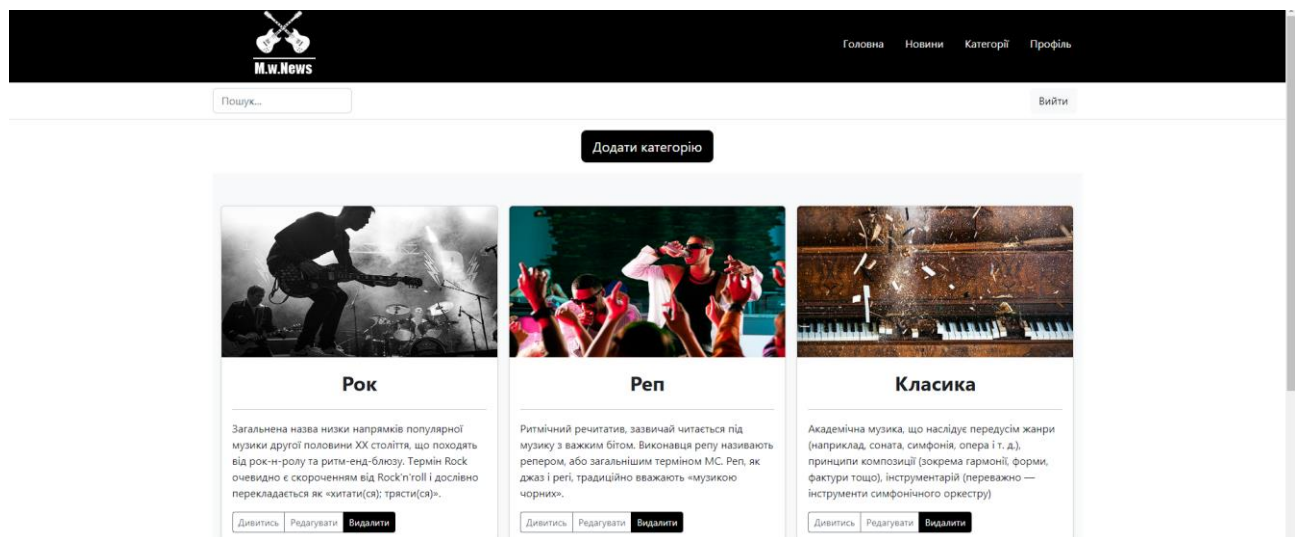 M.w.News
Головна Новини Категорії Профіль
Пошук...
Вийти
Додати категорію
Рок
Загальнена назва низки напрямків популярної
музики другої половини XX століття, що походять
від рок-н-ролу та ритм-енд-блюзу. Термін Rock
очевидно є скороченням від Rock'n'roll і дослівно
перекладається як «хитати(ся); трясти(ся)».
Дивитись Редагувати Видалити
Реп
Ритмічний речитатив, зазвичай читається під
музику з важким бітом. Виконавця репу називають
репером, або загальнішим терміном MC. Реп, як
джаз і регі, традиційно вважають «музикою
чорних».
Дивитись Редагувати Видалити
Класика
Академічна музика, що наслідує передусім жанри
(наприклад, соната, симфонія, опера і т. д.),
принципи композиції (зокрема гармонії, форми,
фактури тощо), інструментарій (переважно —
інструменти симфонічного оркестру)
Дивитись Редагувати Видалити